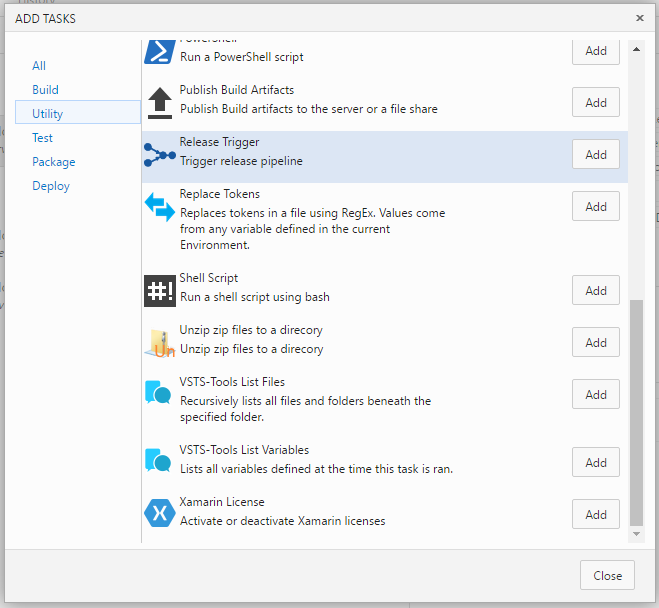 ADD TASKS
All
Build
Utility
Test
Package
Deploy
PowerShell
Run a PowerShell script
Add
Publish Build Artifacts
Publish Build artifacts to the server or a file share
Add
Release Trigger
Trigger release pipeline
Add
Replace Tokens
Replaces tokens in a file using RegEx. Values come
from any variable defined in the current
Environment.
Add
#!
Shell Script
Run a shell script using bash
Add
Un
Unzip zip files to a direcory
Unzip zip files to a direcory
Add
VSTS-Tools List Files
Recursively lists all files and folders beneath the
specified folder.
Add
VSTS-Tools List Variables
Lists all variables defined at the time this task is ran.
Add
Xamarin License
Activate or deactivate Xamarin licenses
Add
Close